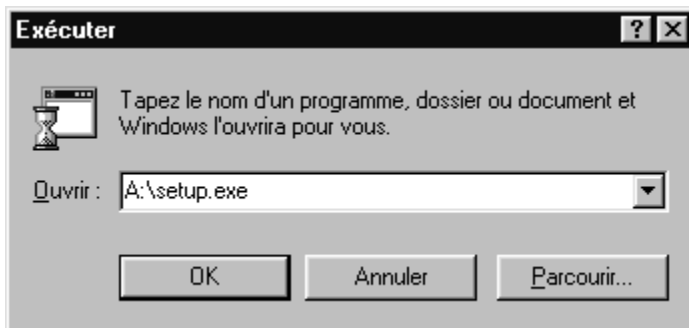 Exécuter
Tapez le nom d'un programme, dossier ou document et
Windows l'ouvrira pour vous.
Ouvrir : A:\setup.exe
OK Annuler Parcourir...